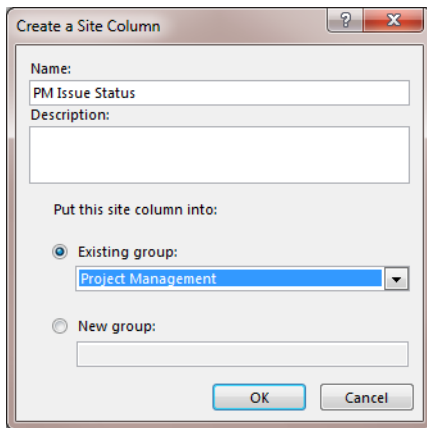 Create a Site Column
?
X
Name:
PM Issue Status
Description:
Put this site column into:
Existing group:
Project Management
New group:
OK
Cancel